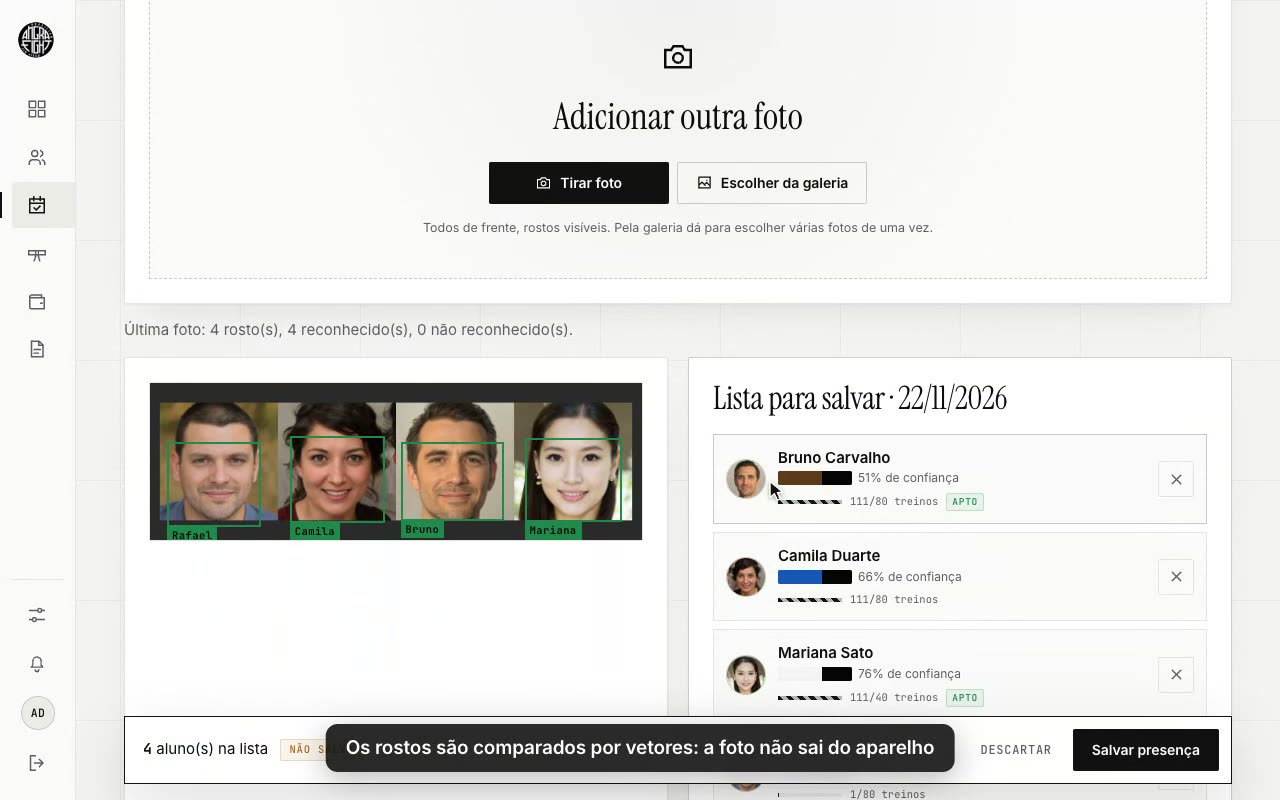 Adicionar outra foto
Tirar foto
Escolher da galeria
Todos de frente, rostos visíveis. Pela galeria dá para escolher várias fotos de uma vez.
Última foto: 4 rosto(s), 4 reconhecido(s), 0 não reconhecido(s).
Rafael
Camila
Bruno
Mariana
Lista para salvar · 22/11/2026
Bruno Carvalho
51% de confiança
111/80 treinos APTO
Camila Duarte
66% de confiança
111/80 treinos
Mariana Sato
76% de confiança
111/40 treinos APTO
4 aluno(s) na lista
NÃO
Os rostos são comparados por vetores: a foto não sai do aparelho
DESCARTAR
Salvar presença
1/80 treinos
AD